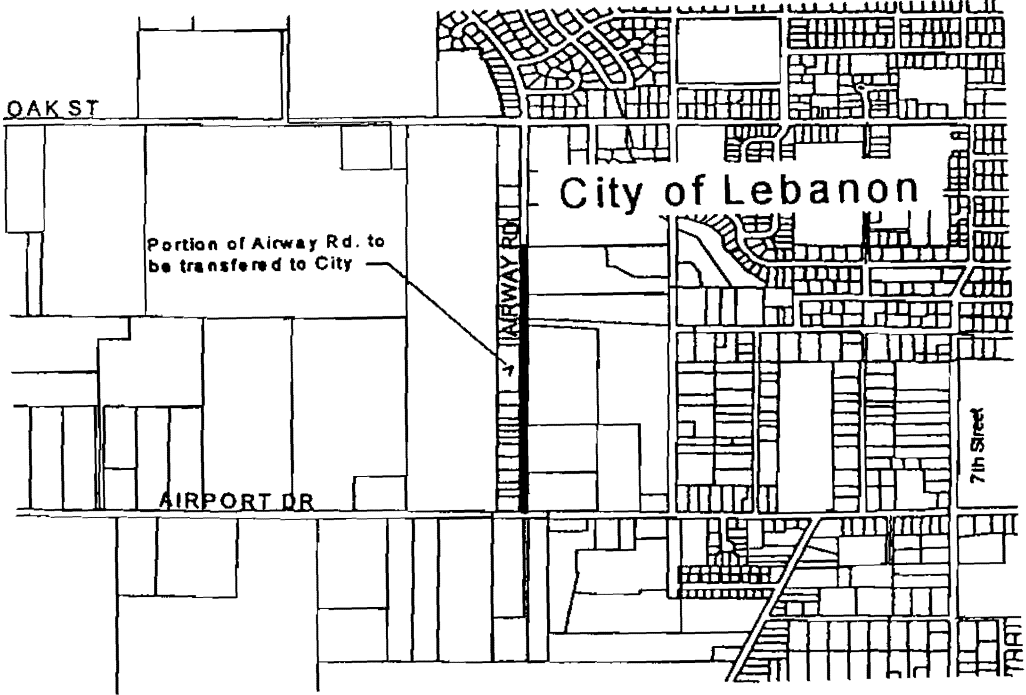 OAK ST
City of Lebanon
Portion of Airway Rd. to
be transfered to City
AIRWAY RD
7th Street
AIRPORT DR